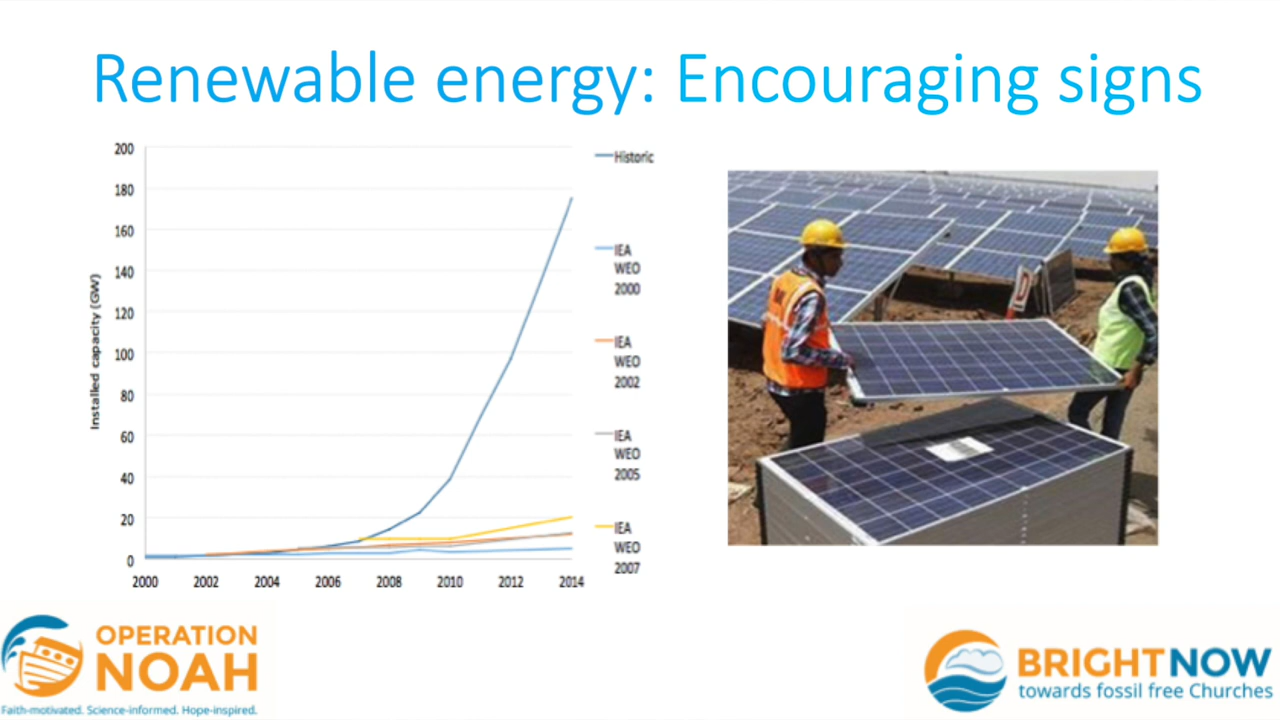 Renewable energy: Encouraging signs
200
180
160
140
120
100
80
60
40
20
0
Installed capacity (GW)
2000 2002 2004 2006 2008 2010 2012 2014
Historic
IEA
WEO
2000
IEA
WEO
2002
IEA
WEO
2005
IEA
WEO
2007
D
OPERATION
NOAH
Faith-motivated. Science-informed. Hope-inspired.
BRIGHTNOW
towards fossil free Churches